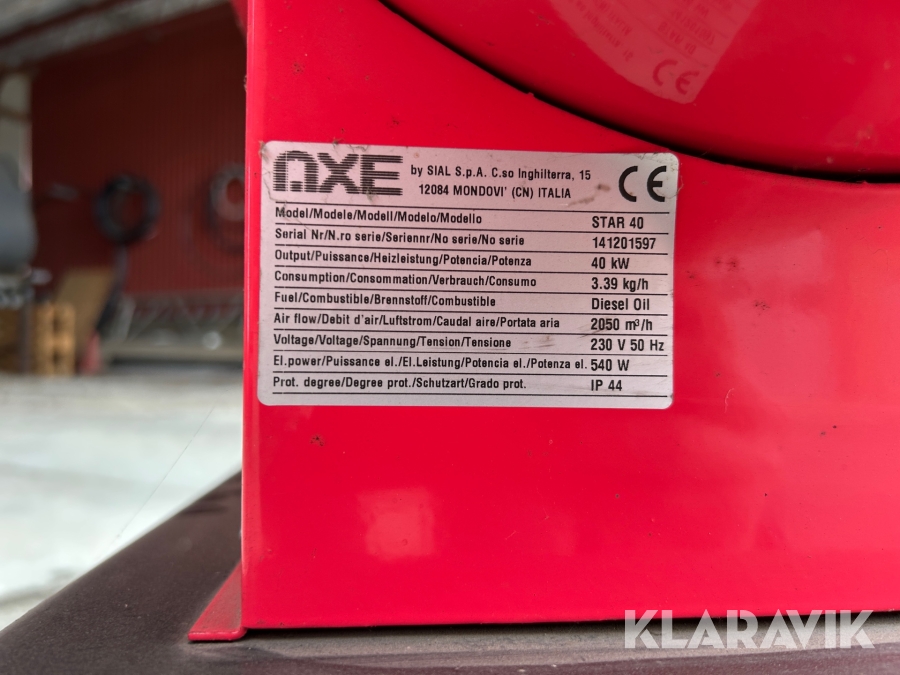 AXE by SIAL S.p.A. C.so Inghilterra, 15
12084 MONDOVI' (CN) ITALIA
CE
Model/Modele/Modell/Modelo/Modello STAR 40
Serial Nr/N.ro serie/Seriennr/No serie/No serie 141201597
Output/Puissance/Heizleistung/Potencia/Potenza 40 kW
Consumption/Consommation/Verbrauch/Consumo 3.39 kg/h
Fuel/Combustible/Brennstoff/Combustible Diesel Oil
Air flow/Debit d'air/Luftstrom/Caudal aire/Portata aria 2050 m³/h
Voltage/Voltage/Spannung/Tension/Tensione 230 V 50 Hz
El.power/Puissance el./El.Leistung/Potencia el./Potenza el. 540 W
Prot. degree/Degree prot./Schutzart/Grado prot. IP 44
KLARAVIK